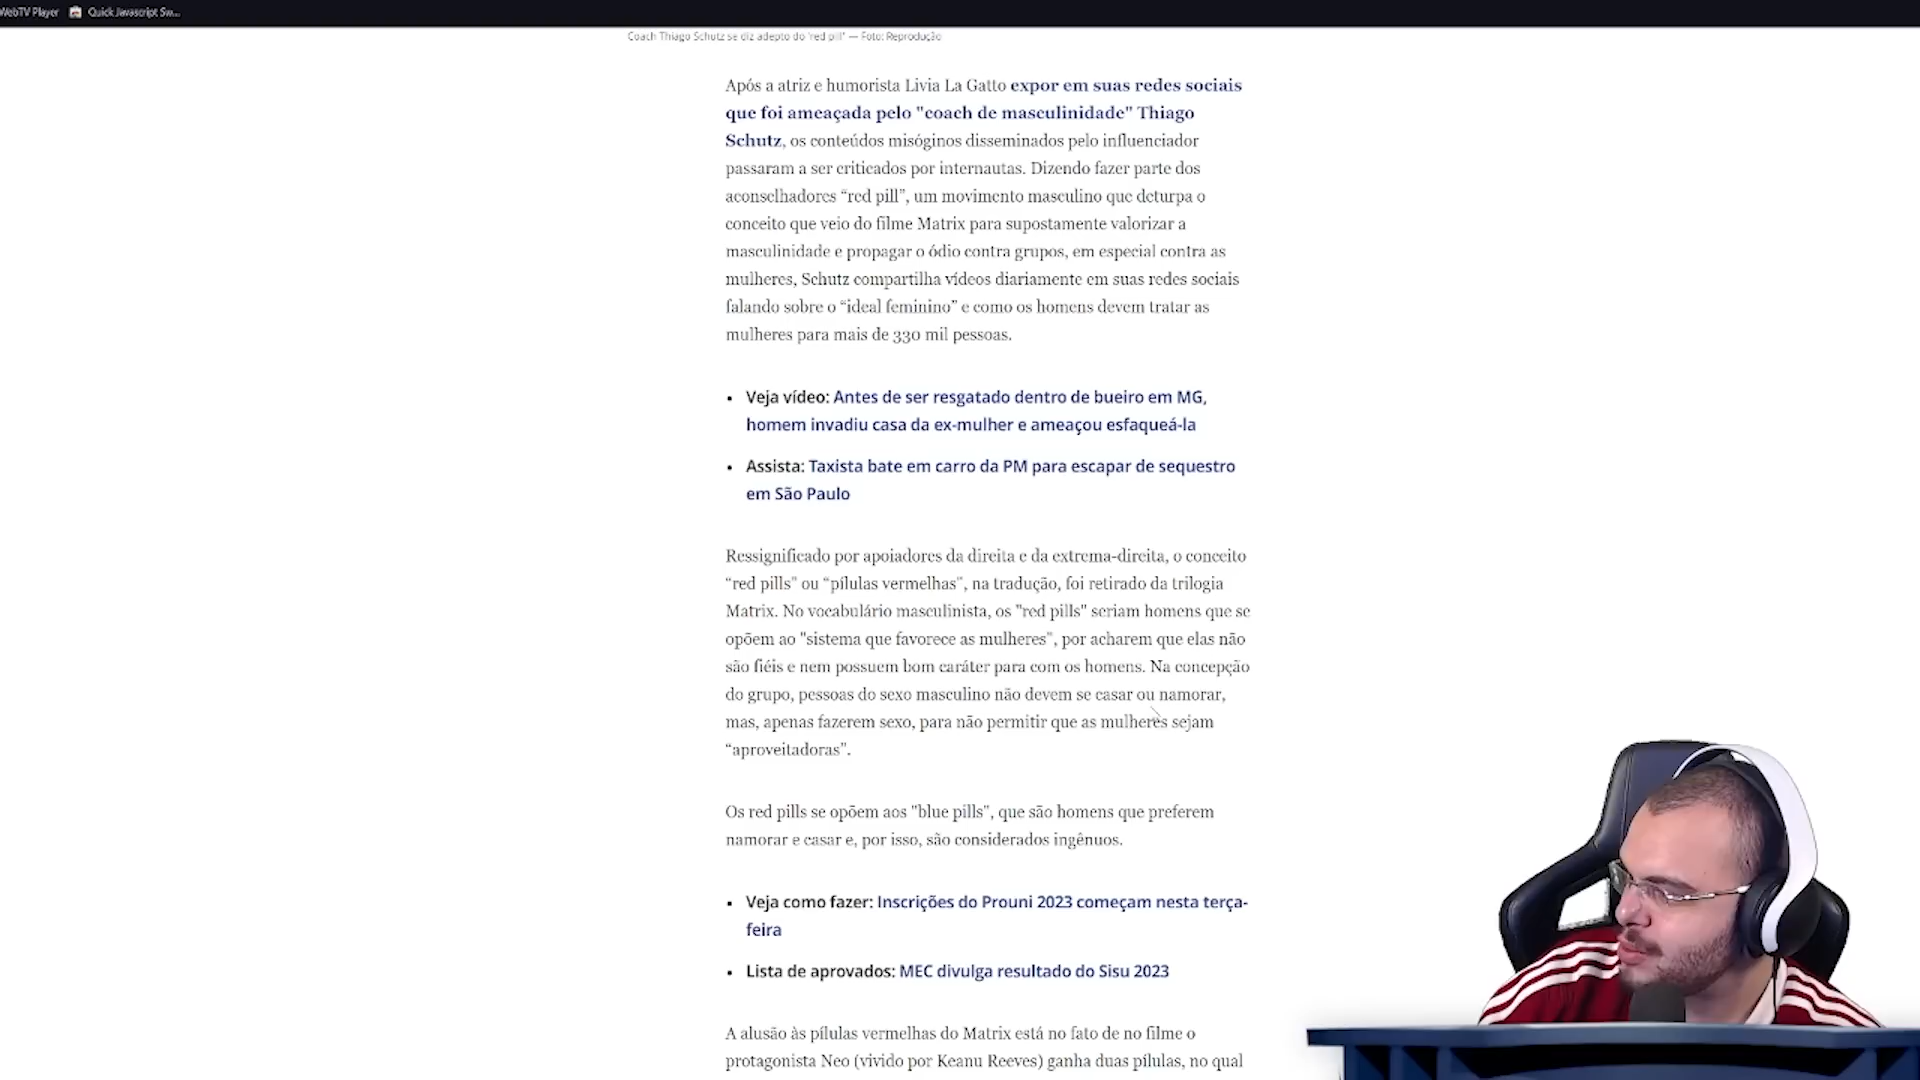 WebTV Player Quick Javascript Sw...
Coach Thiago Schutz se diz adepto do 'red pill' — Foto: Reprodução
Após a atriz e humorista Livia La Gatto expor em suas redes sociais
que foi ameaçada pelo "coach de masculinidade" Thiago
Schutz, os conteúdos misóginos disseminados pelo influenciador
passaram a ser criticados por internautas. Dizendo fazer parte dos
aconselhadores “red pill”, um movimento masculino que deturpa o
conceito que veio do filme Matrix para supostamente valorizar a
masculinidade e propagar o ódio contra grupos, em especial contra as
mulheres, Schutz compartilha vídeos diariamente em suas redes sociais
falando sobre o “ideal feminino” e como os homens devem tratar as
mulheres para mais de 330 mil pessoas.
• Veja vídeo: Antes de ser resgatado dentro de bueiro em MG,
homem invadiu casa da ex-mulher e ameaçou esfaqueá-la
• Assista: Taxista bate em carro da PM para escapar de sequestro
em São Paulo
Ressignificado por apoiadores da direita e da extrema-direita, o conceito
“red pills” ou “pílulas vermelhas”, na tradução, foi retirado da trilogia
Matrix. No vocabulário masculinista, os "red pills" seriam homens que se
opõem ao "sistema que favorece as mulheres", por acharem que elas não
são fiéis e nem possuem bom caráter para com os homens. Na concepção
do grupo, pessoas do sexo masculino não devem se casar ou namorar,
mas, apenas fazerem sexo, para não permitir que as mulheres sejam
“aproveitadoras”.
Os red pills se opõem aos "blue pills", que são homens que preferem
namorar e casar e, por isso, são considerados ingênuos.
• Veja como fazer: Inscrições do Prouni 2023 começam nesta terça-
feira
• Lista de aprovados: MEC divulga resultado do Sisu 2023
A alusão às pílulas vermelhas do Matrix está no fato de no filme o
protagonista Neo (vivido por Keanu Reeves) ganha duas pílulas, no qual